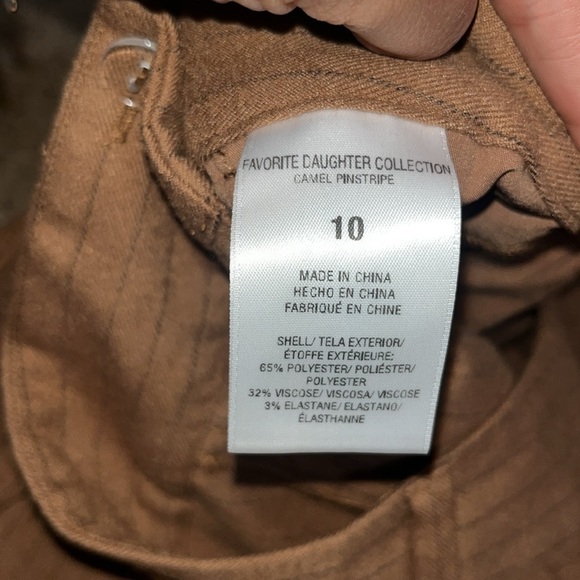 FAVORITE DAUGHTER COLLECTION
CAMEL PINSTRIPE
10
MADE IN CHINA
HECHO EN CHINA
FABRIQUÉ EN CHINE
SHELL/ TELA EXTERIOR/
ÉTOFFE EXTÉRIEURE:
65% POLYESTER/ POLIÉSTER/
POLYESTER
32% VISCOSE/ VISCOSA/ VISCOSE
3% ELASTANE/ ELASTANO/
ÉLASTHANNE